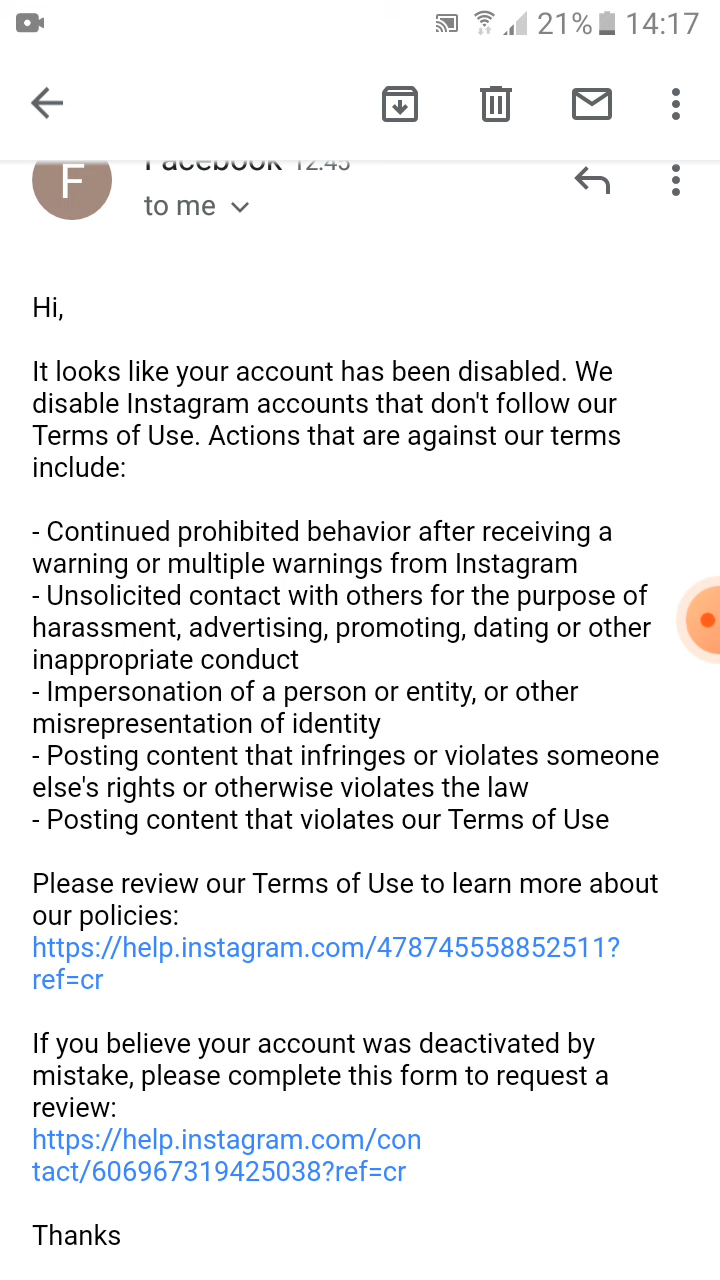 21% 14:17
F
Facebook 12:45
to me
Hi,
It looks like your account has been disabled. We
disable Instagram accounts that don't follow our
Terms of Use. Actions that are against our terms
include:
- Continued prohibited behavior after receiving a
warning or multiple warnings from Instagram
- Unsolicited contact with others for the purpose of
harassment, advertising, promoting, dating or other
inappropriate conduct
- Impersonation of a person or entity, or other
misrepresentation of identity
- Posting content that infringes or violates someone
else's rights or otherwise violates the law
- Posting content that violates our Terms of Use
Please review our Terms of Use to learn more about
our policies:
https://help.instagram.com/478745558852511?
ref=cr
If you believe your account was deactivated by
mistake, please complete this form to request a
review:
https://help.instagram.com/con
tact/606967319425038?ref=cr
Thanks